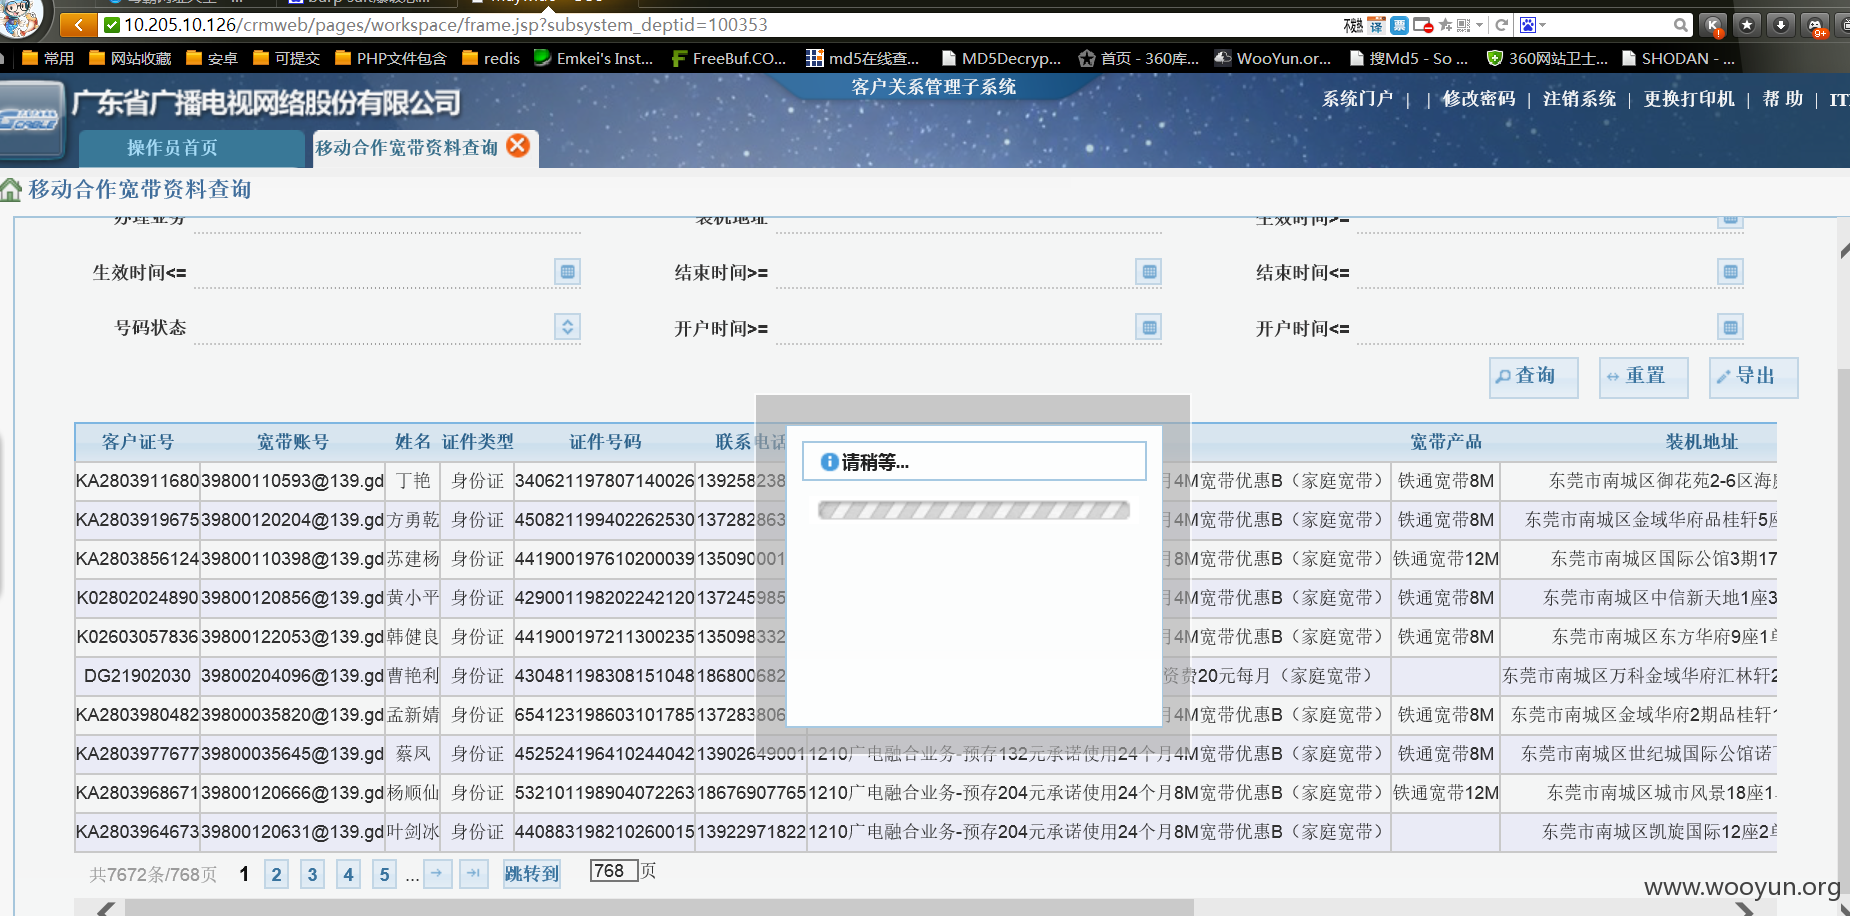 10.205.10.126/crmweb/pages/workspace/frame.jsp?subsystem_deptid=100353
常用 网站收藏 安卓 可提交 PHP文件包含 redis Emkei's Inst... FreeBuf.CO... md5在线查... MD5Decryp... 首页 - 360库... WooYun.or... 搜Md5 - So ... 360网站卫士... SHODAN - ...
广东省广播电视网络股份有限公司
客户关系管理子系统
系统门户 | | 修改密码 | 注销系统 | 更换打印机 | 帮 助 |
操作员首页 移动合作宽带资料查询
移动合作宽带资料查询
办理业务 装机地址 生效时间>=
生效时间<= 结束时间>= 结束时间<=
号码状态 开户时间>= 开户时间<=
查询 重置 导出
客户证号 宽带账号 姓名 证件类型 证件号码 联系电话 宽带产品 装机地址
请稍等...
KA2803911680 39800110593@139.gd 丁艳 身份证 340621197807140026 139258238 月4M宽带优惠B（家庭宽带） 铁通宽带8M 东莞市南城区御花苑2-6区海
KA2803919675 39800120204@139.gd 方勇乾 身份证 450821199402262530 137282863 月4M宽带优惠B（家庭宽带） 铁通宽带8M 东莞市南城区金域华府品桂轩5座
KA2803856124 39800110398@139.gd 苏建杨 身份证 441900197610200039 135090001 月8M宽带优惠B（家庭宽带） 铁通宽带12M 东莞市南城区国际公馆3期17
K02802024890 39800120856@139.gd 黄小平 身份证 429001198202242120 137245985 月4M宽带优惠B（家庭宽带） 铁通宽带8M 东莞市南城区中信新天地1座3
K02603057836 39800122053@139.gd 韩健良 身份证 441900197211300235 135098332 月4M宽带优惠B（家庭宽带） 铁通宽带8M 东莞市南城区东方华府9座1单
DG21902030 39800204096@139.gd 曹艳利 身份证 430481198308151048 186800682 资费20元每月（家庭宽带） 东莞市南城区万科金域华府汇林轩2
KA2803980482 39800035820@139.gd 孟新婧 身份证 654123198603101785 137283806 月4M宽带优惠B（家庭宽带） 铁通宽带8M 东莞市南城区金域华府2期品桂轩1
KA2803977677 39800035645@139.gd 蔡凤 身份证 452524196410244042 13902649001 1210广电融合业务-预存132元承诺使用24个月4M宽带优惠B（家庭宽带） 铁通宽带8M 东莞市南城区世纪城国际公馆诺
KA2803968671 39800120666@139.gd 杨顺仙 身份证 532101198904072263 18676907765 1210广电融合业务-预存204元承诺使用24个月8M宽带优惠B（家庭宽带） 铁通宽带12M 东莞市南城区城市风景18座1
KA2803964673 39800120631@139.gd 叶剑冰 身份证 440883198210260015 13922971822 1210广电融合业务-预存204元承诺使用24个月8M宽带优惠B（家庭宽带） 东莞市南城区凯旋国际12座2单
共7672条/768页 1 2 3 4 5 ... 跳转到 768 页
www.wooyun.org